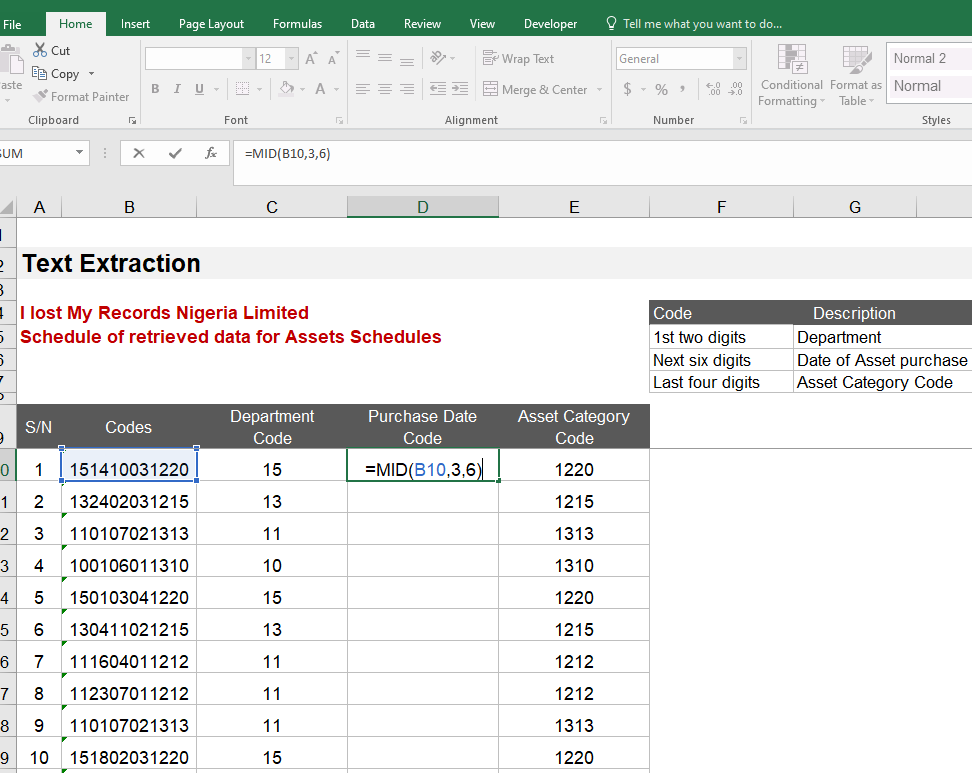 File Home Insert Page Layout Formulas Data Review View Developer Tell me what you want to do...
Cut
Copy
Format Painter
Clipboard
12 A A
B I U A
Font
Wrap Text
Merge & Center
Alignment
General
$ % ,
Number
Conditional Formatting
Format as Table
Normal 2
Normal
Styles
fx =MID(B10,3,6)
A B C D E F G
Text Extraction
I lost My Records Nigeria Limited
Schedule of retrieved data for Assets Schedules
Code Description
1st two digits Department
Next six digits Date of Asset purchase
Last four digits Asset Category Code
S/N Codes Department Code Purchase Date Code Asset Category Code
1 151410031220 15 =MID(B10,3,6) 1220
2 132402031215 13 1215
3 110107021313 11 1313
4 100106011310 10 1310
5 150103041220 15 1220
6 130411021215 13 1215
7 111604011212 11 1212
8 112307011212 11 1212
9 110107021313 11 1313
10 151802031220 15 1220